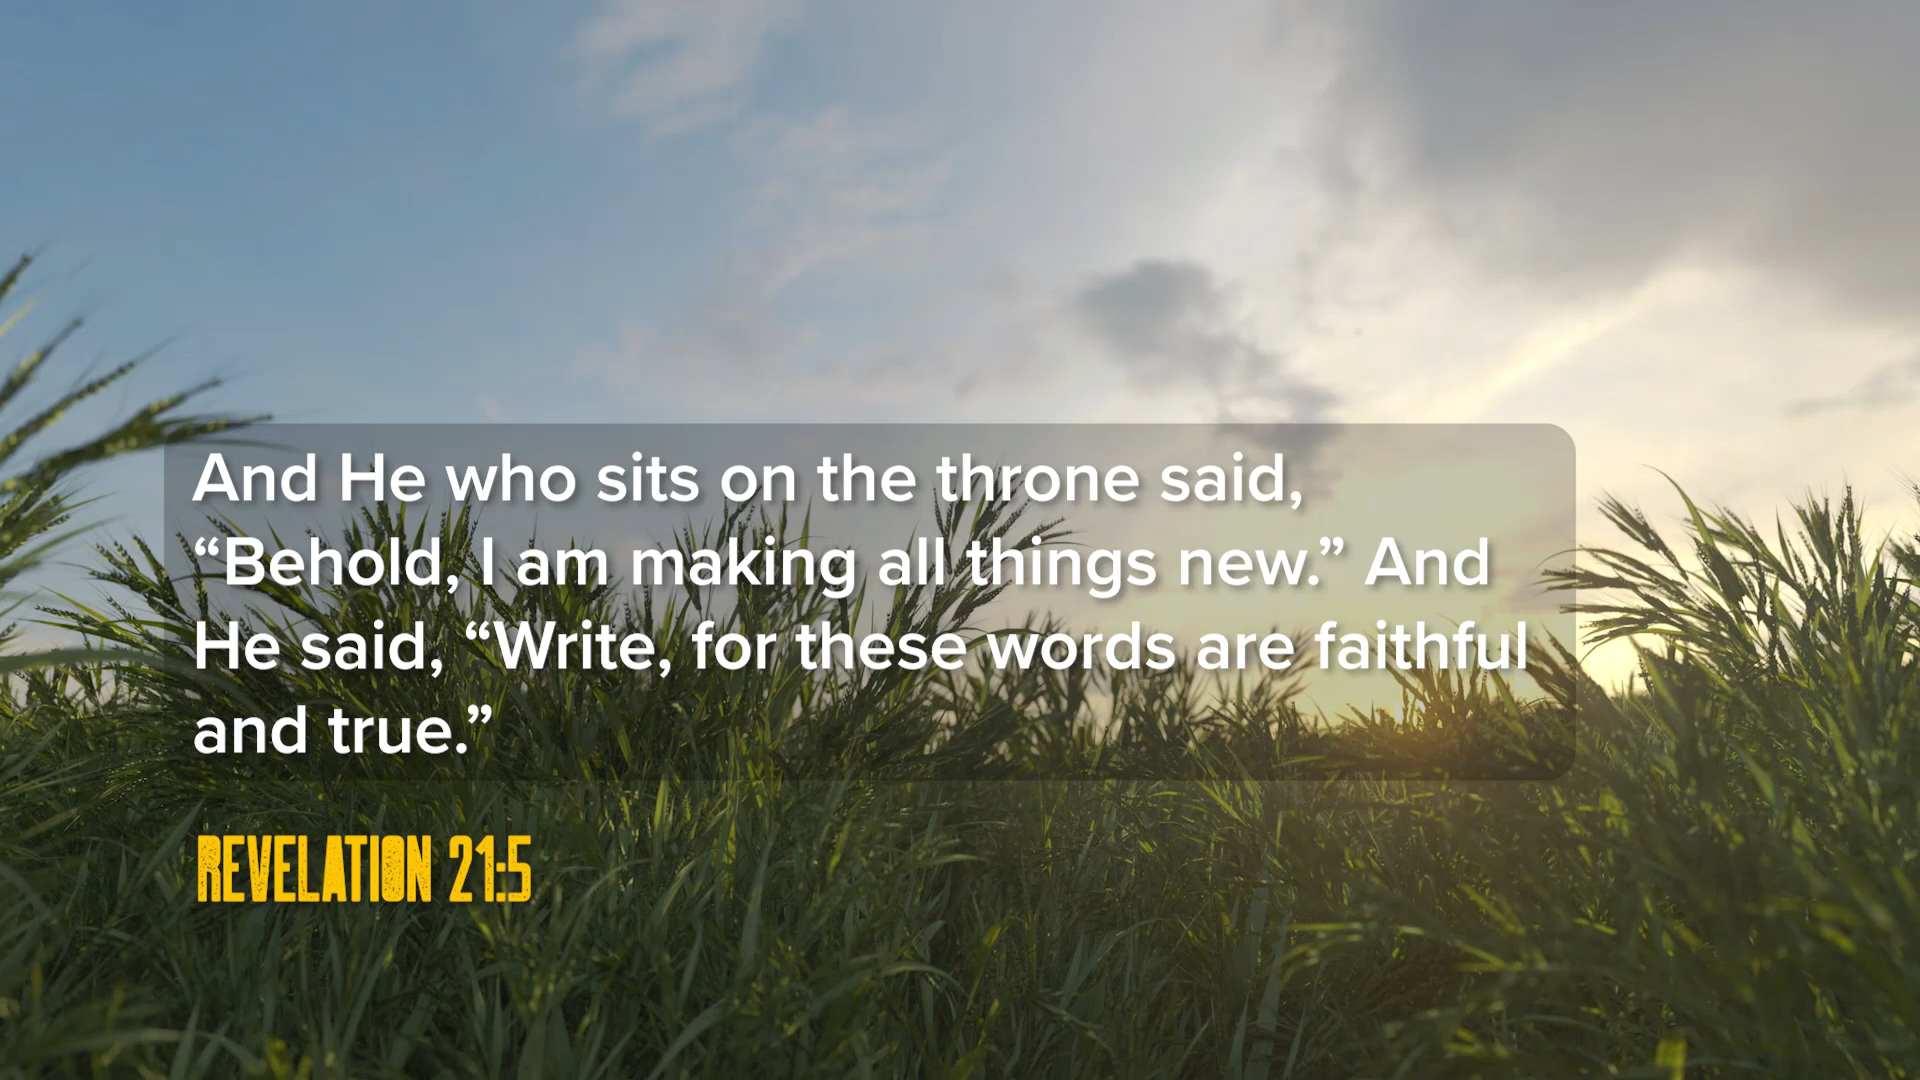 And He who sits on the throne said,
“Behold, I am making all things new.” And
He said, “Write, for these words are faithful
and true.”
REVELATION 21:5